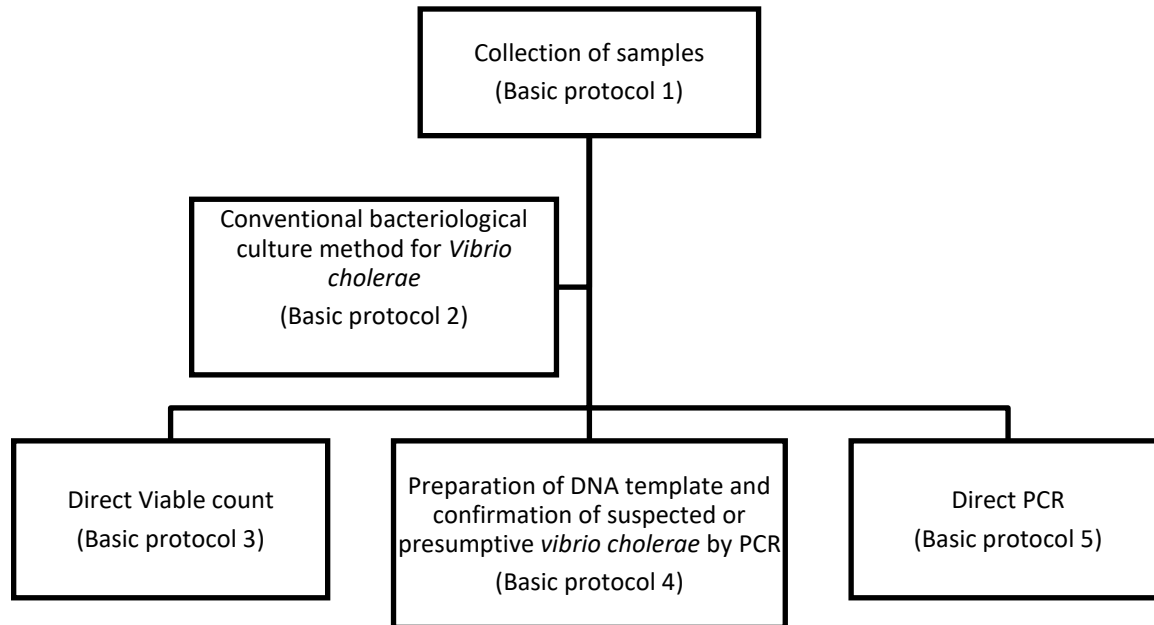 Collection of samples
(Basic protocol 1)
Conventional bacteriological
culture method for Vibrio
cholerae
(Basic protocol 2)
Direct Viable count
(Basic protocol 3)
Preparation of DNA template and
confirmation of suspected or
presumptive vibrio cholerae by PCR
(Basic protocol 4)
Direct PCR
(Basic protocol 5)